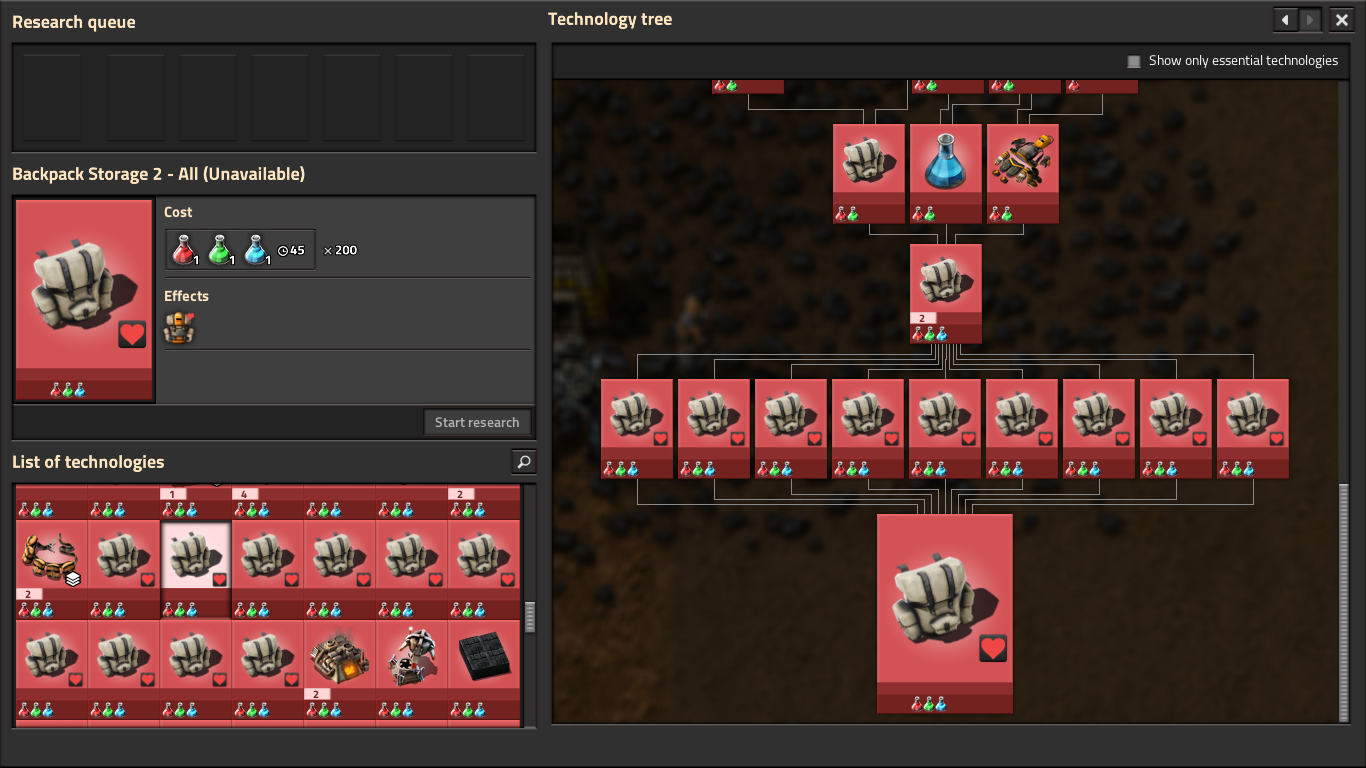 Research queue
Technology tree
Show only essential technologies
Backpack Storage 2 - All (Unavailable)
Cost
1 1 1 45 × 200
Effects
Start research
List of technologies
1 4 2
2
2
2